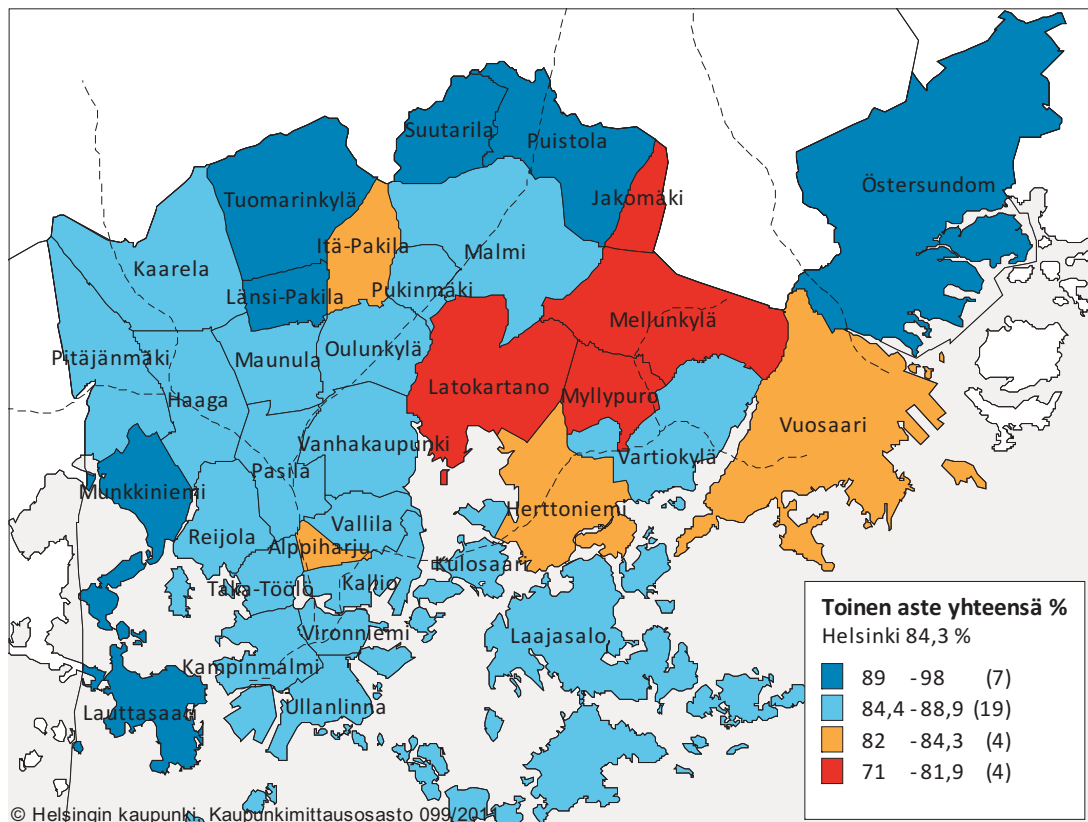 Suutarila
Puistola
Östersundom
Tuomarinkylä
Jakomäki
Itä-Pakila
Malmi
Kaarela
Länsi-Pakila
Pukinmäki
Mellunkylä
Pitäjänmäki
Maunula
Oulunkylä
Latokartano
Myllypuro
Haaga
Vuosaari
Vanhakaupunki
Vartiokylä
Pasila
Munkkiniemi
Herttoniemi
Vallila
Reijola
Alppiharju
Kulosaari
Taka-Töölö
Kallio
Vironniemi
Laajasalo
Kampinmalmi
Ullanlinna
Lauttasaari
Toinen aste yhteensä %
Helsinki 84,3 %
89 -98 (7)
84,4 -88,9 (19)
82 -84,3 (4)
71 -81,9 (4)
© Helsingin kaupunki, Kaupunkimittausosasto 099/2011